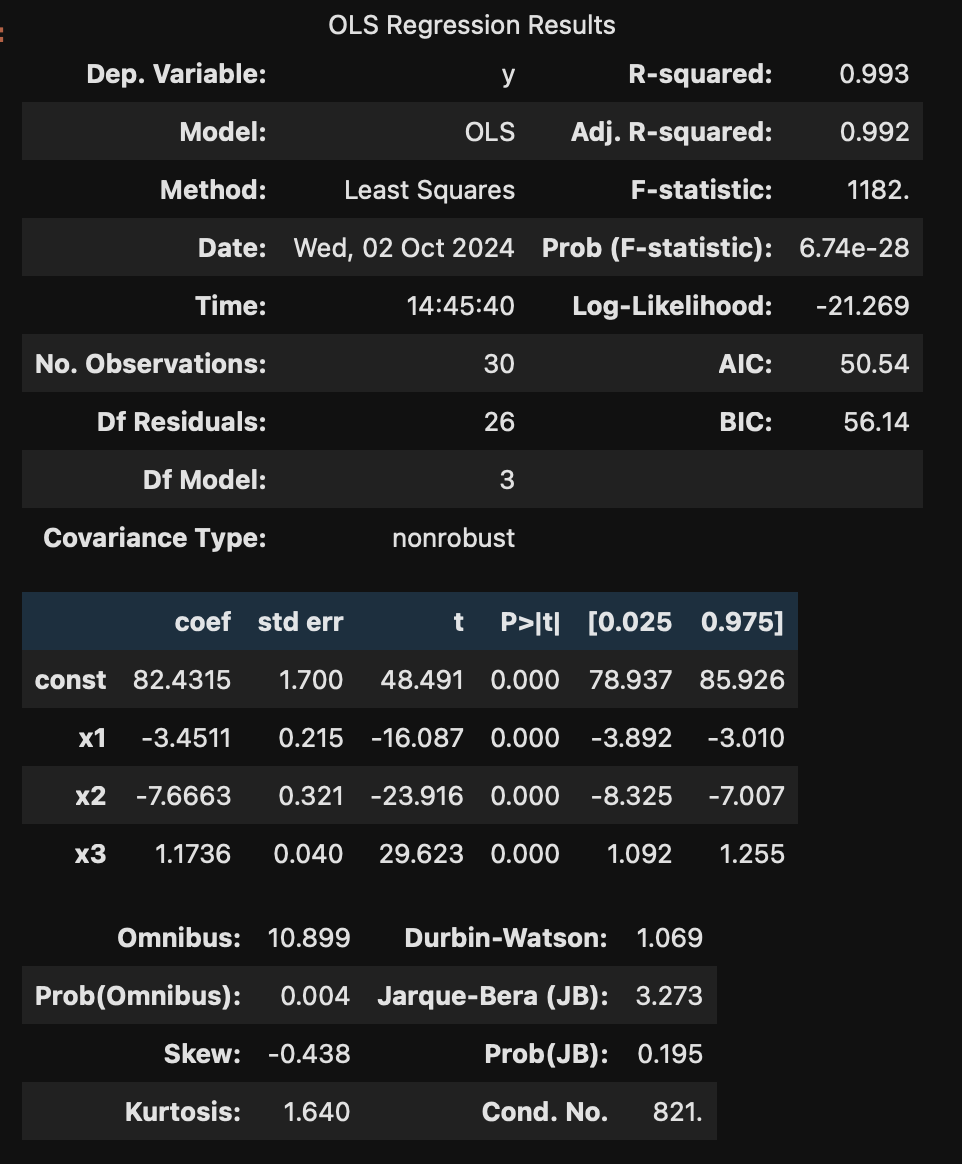 OLS Regression Results
Dep. Variable: y R-squared: 0.993
Model: OLS Adj. R-squared: 0.992
Method: Least Squares F-statistic: 1182.
Date: Wed, 02 Oct 2024 Prob (F-statistic): 6.74e-28
Time: 14:45:40 Log-Likelihood: -21.269
No. Observations: 30 AIC: 50.54
Df Residuals: 26 BIC: 56.14
Df Model: 3
Covariance Type: nonrobust
coef std err t P>|t| [0.025 0.975]
const 82.4315 1.700 48.491 0.000 78.937 85.926
x1 -3.4511 0.215 -16.087 0.000 -3.892 -3.010
x2 -7.6663 0.321 -23.916 0.000 -8.325 -7.007
x3 1.1736 0.040 29.623 0.000 1.092 1.255
Omnibus: 10.899 Durbin-Watson: 1.069
Prob(Omnibus): 0.004 Jarque-Bera (JB): 3.273
Skew: -0.438 Prob(JB): 0.195
Kurtosis: 1.640 Cond. No. 821.